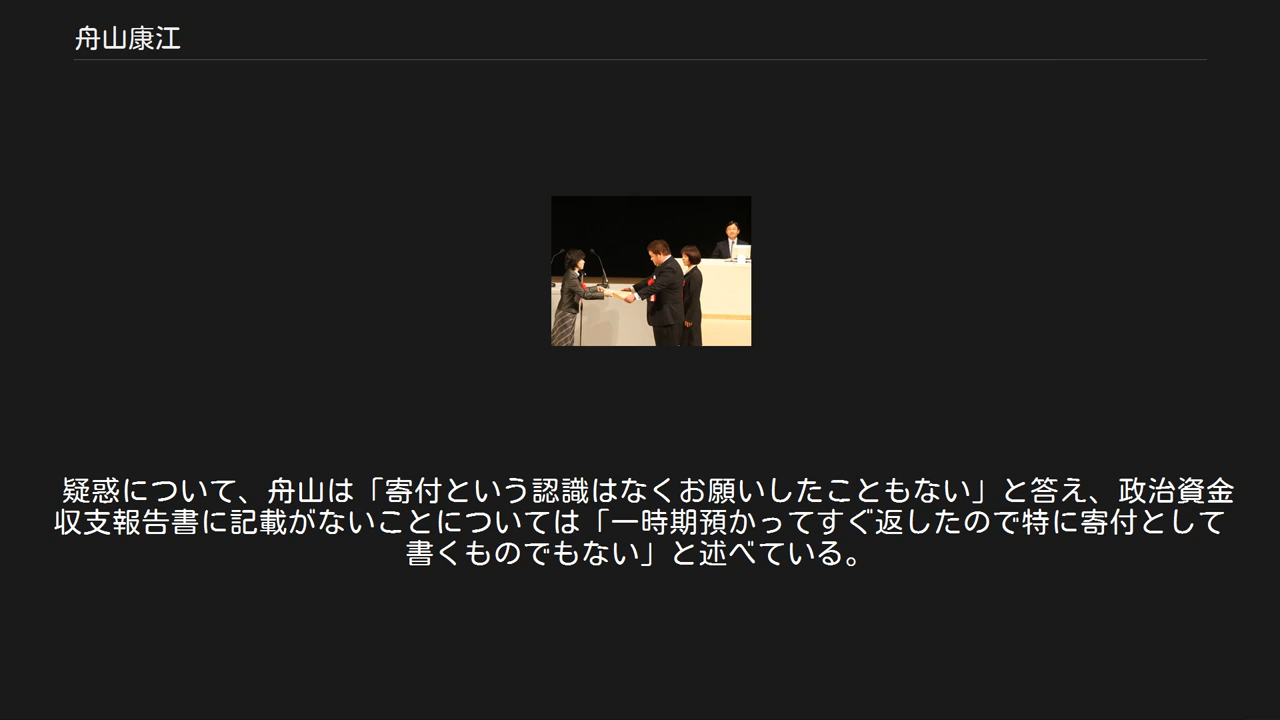 舟山康江
疑惑について、舟山は「寄付という認識はなくお願いしたこともない」と答え、政治資金
収支報告書に記載がないことについては「一時期預かってすぐ返したので特に寄付として
書くものでもない」と述べている。